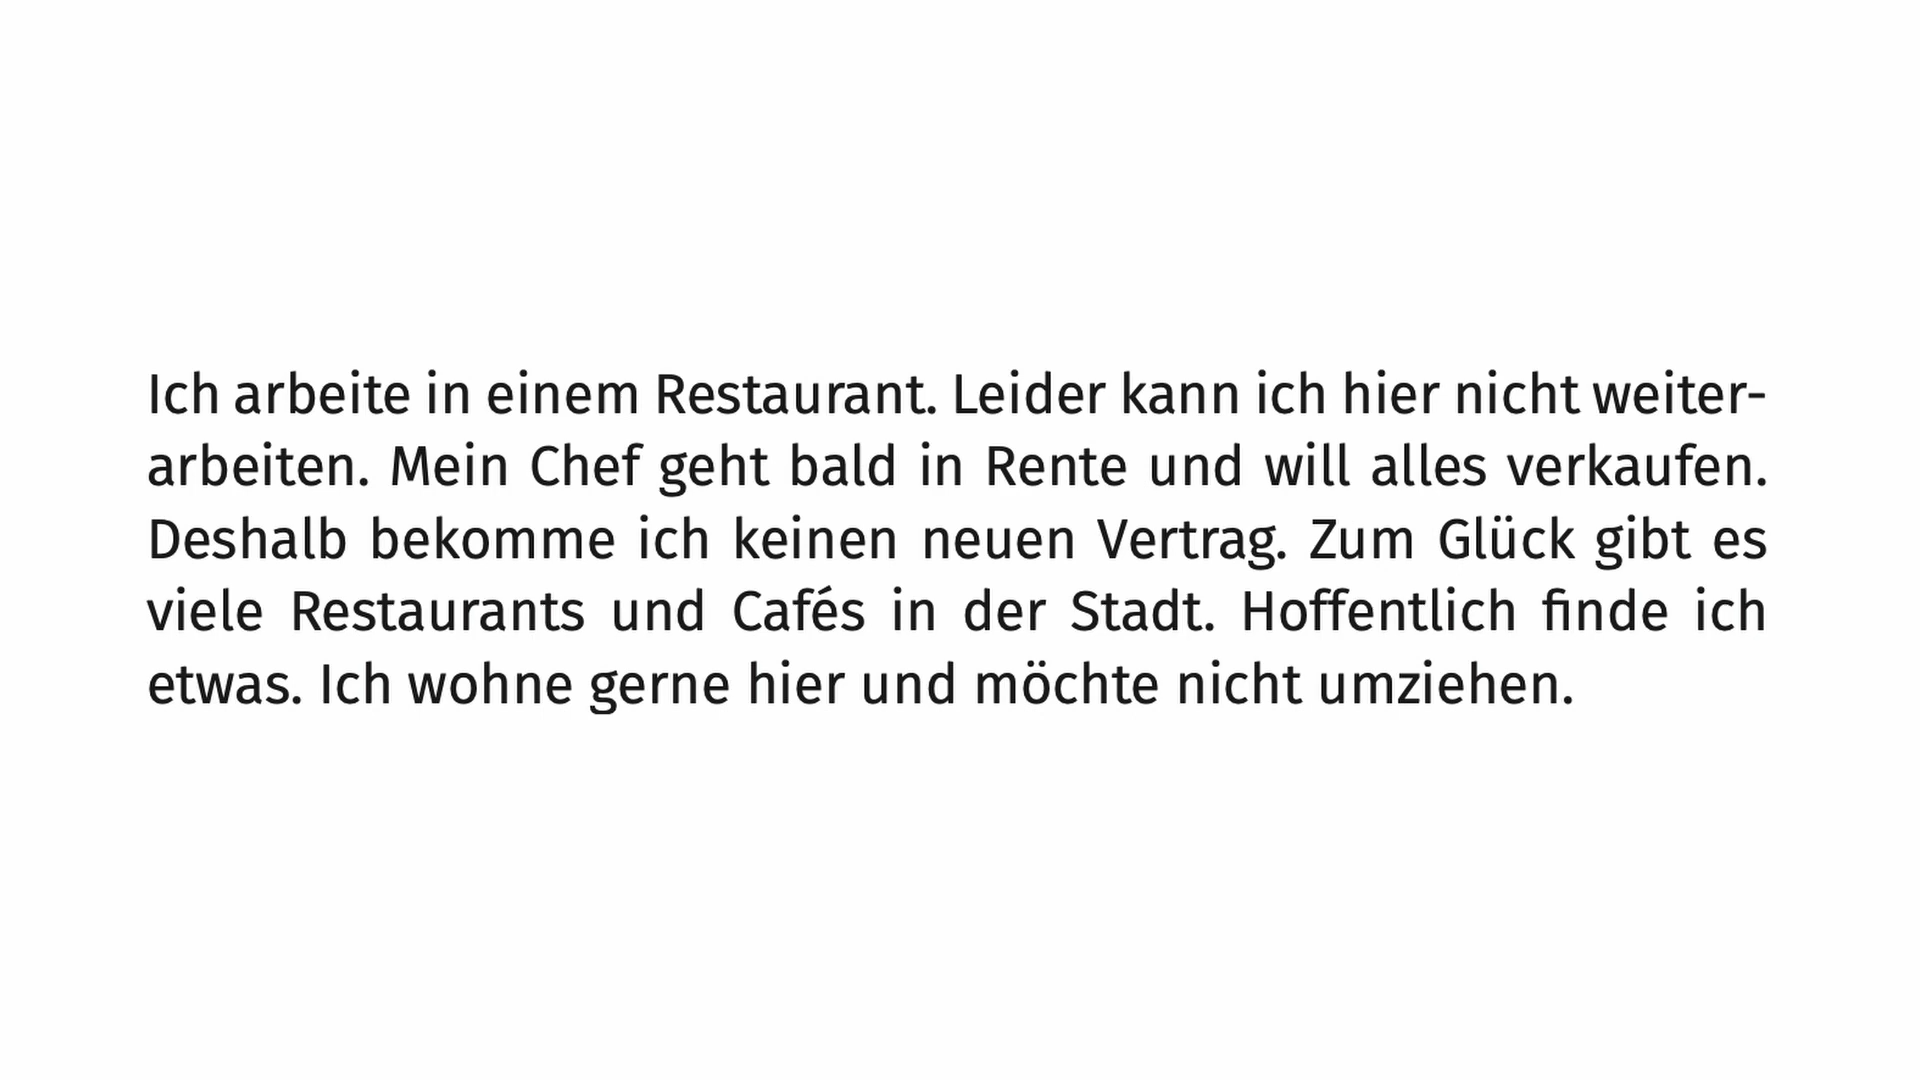 Ich arbeite in einem Restaurant. Leider kann ich hier nicht weiter-
arbeiten. Mein Chef geht bald in Rente und will alles verkaufen.
Deshalb bekomme ich keinen neuen Vertrag. Zum Glück gibt es
viele Restaurants und Cafés in der Stadt. Hoffentlich finde ich
etwas. Ich wohne gerne hier und möchte nicht umziehen.